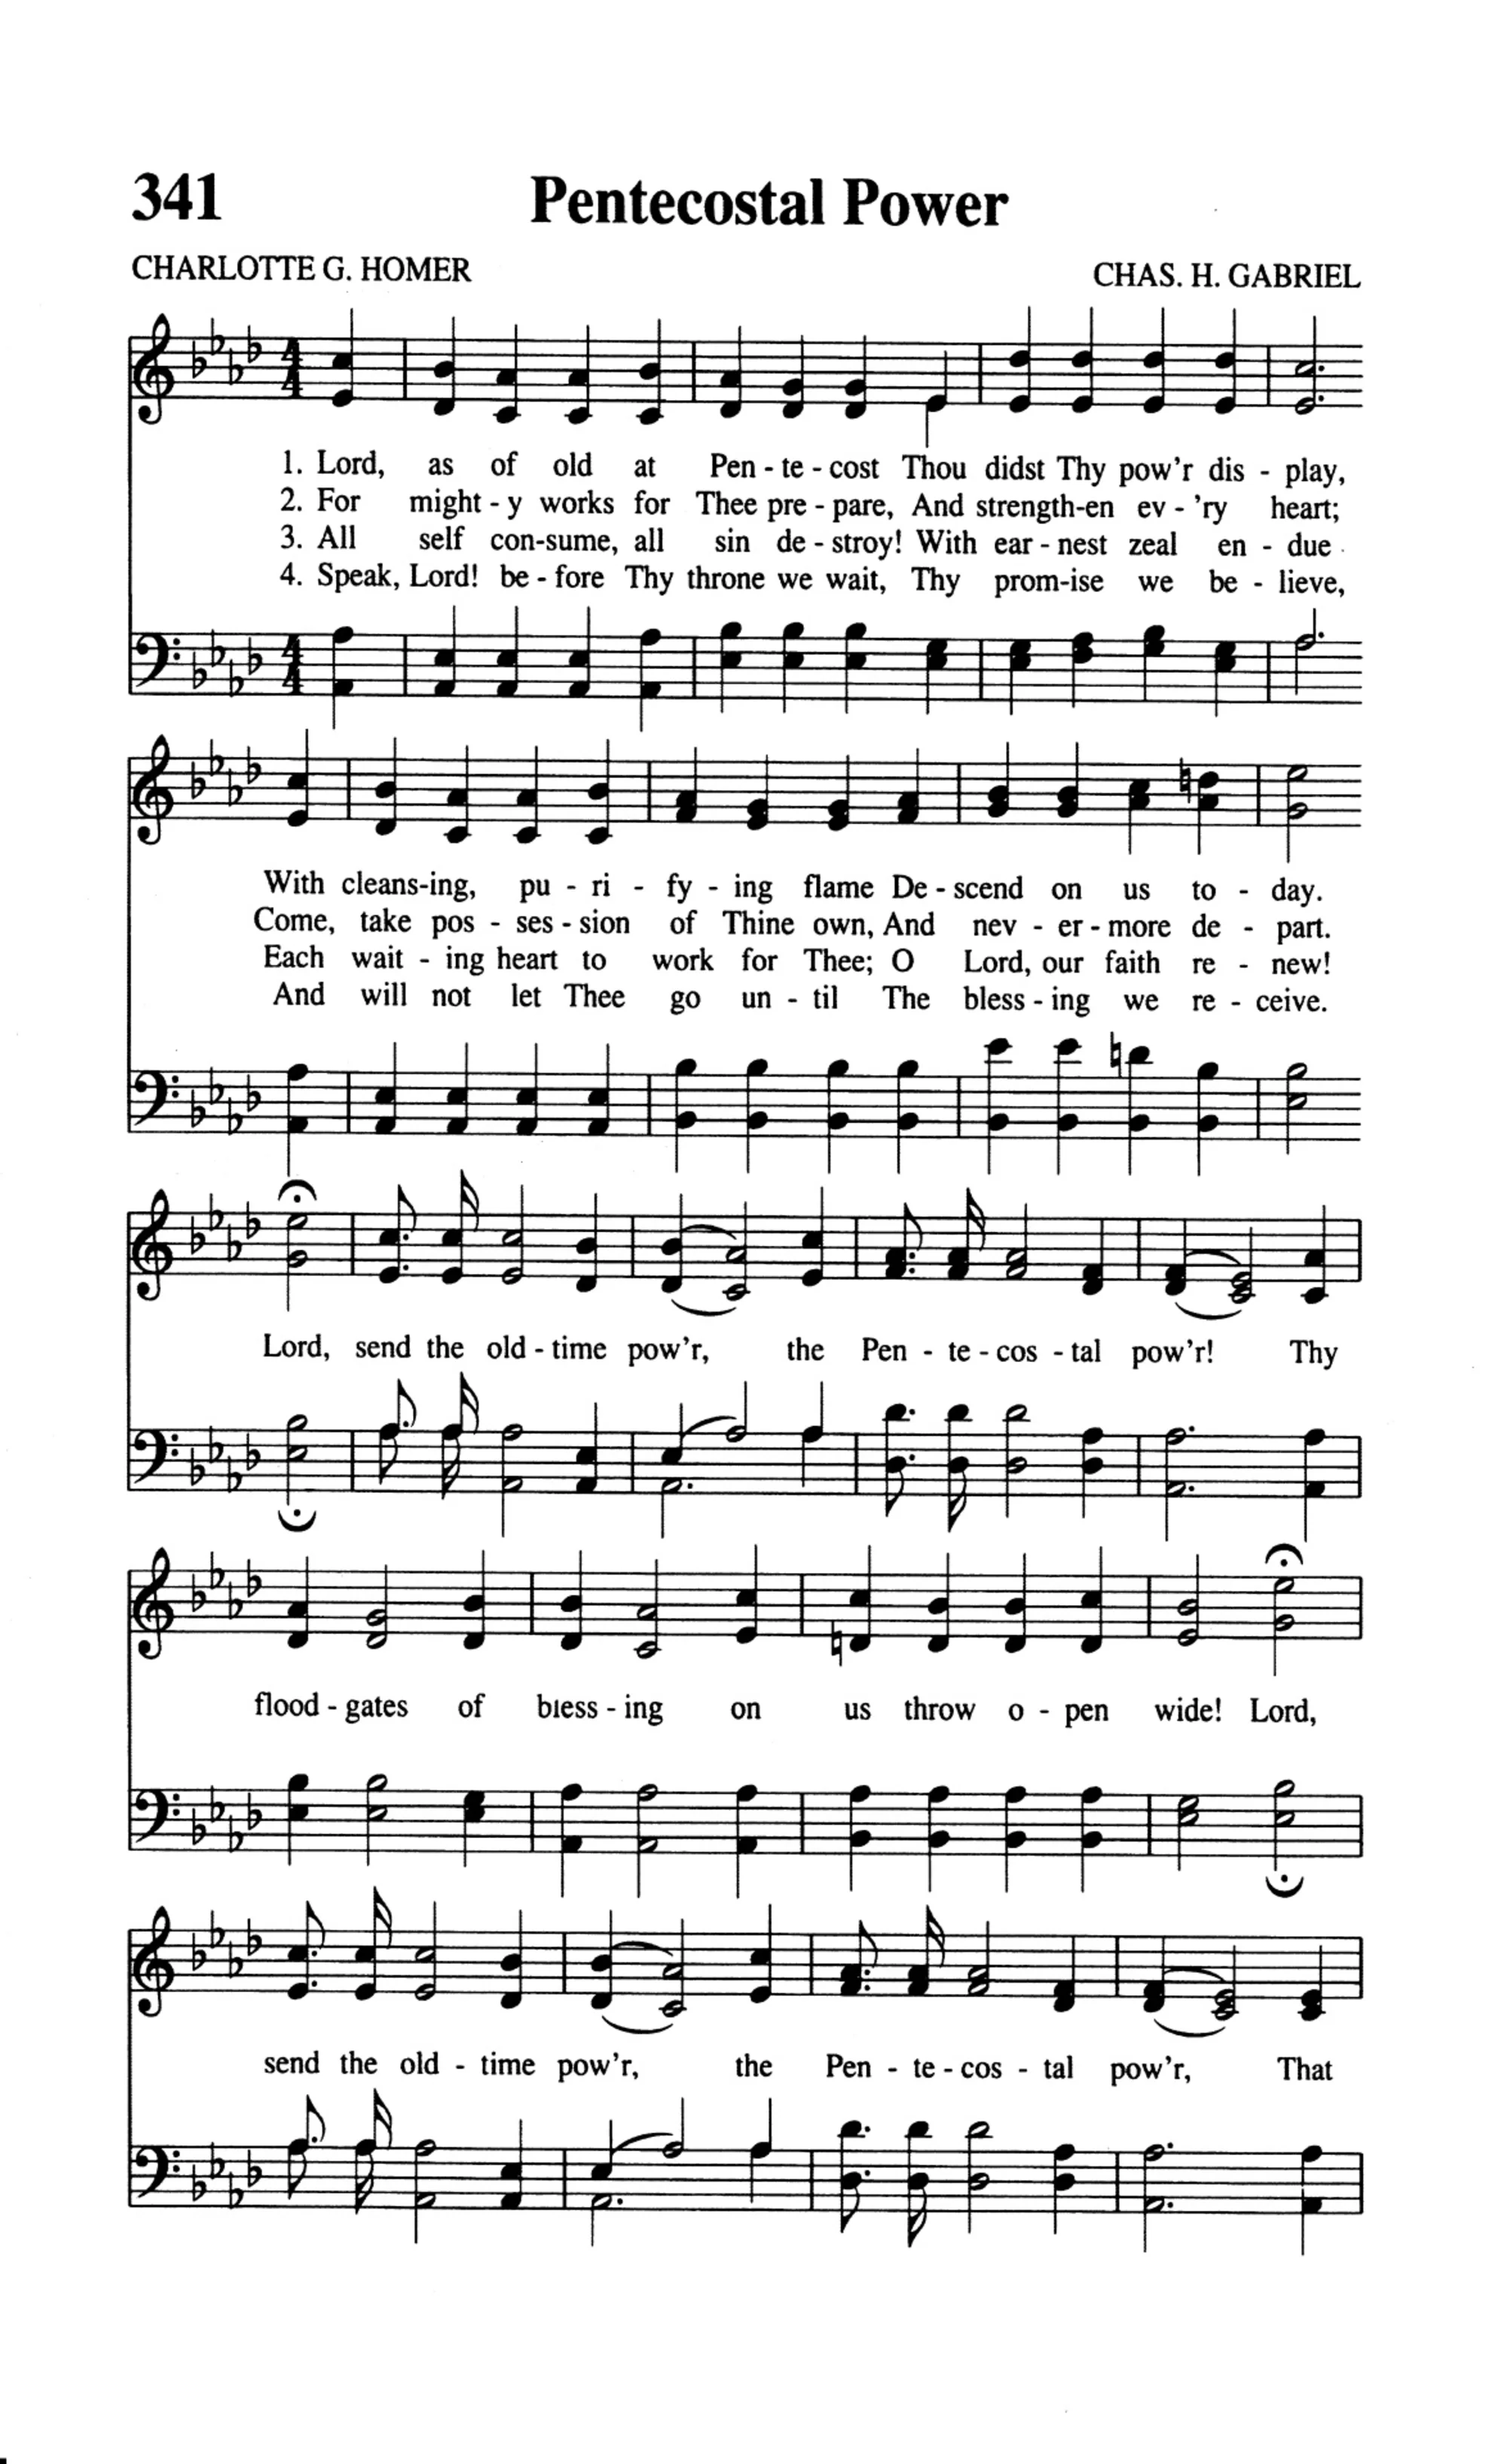 341 Pentecostal Power
CHARLOTTE G. HOMER CHAS. H. GABRIEL
4 4
1. Lord, as of old at Pen - te - cost Thou didst Thy pow'r dis - play,
2. For might - y works for Thee pre - pare, And strength-en ev - 'ry heart;
3. All self con-sume, all sin de - stroy! With ear - nest zeal en - due
4. Speak, Lord! be - fore Thy throne we wait, Thy prom-ise we be - lieve,
4 4
With cleans-ing, pu - ri - fy - ing flame De - scend on us to - day.
Come, take pos - ses - sion of Thine own, And nev - er - more de - part.
Each wait - ing heart to work for Thee; O Lord, our faith re - new!
And will not let Thee go un - til The bless - ing we re - ceive.
Lord, send the old - time pow'r, the Pen - te - cos - tal pow'r! Thy
flood - gates of bless - ing on us throw o - pen wide! Lord,
send the old - time pow'r, the Pen - te - cos - tal pow'r, That